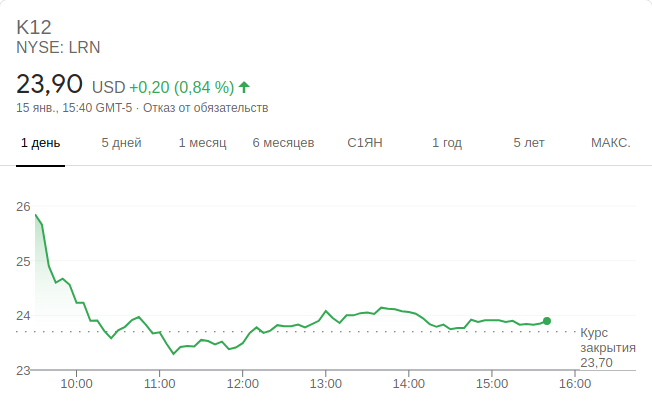 K12
NYSE: LRN
23,90 USD +0,20 (0,84 %)
15 янв., 15:40 GMT-5 · Отказ от обязательств
1 день 5 дней 1 месяц 6 месяцев С1ЯН 1 год 5 лет МАКС.
26
25
24
Курс
закрытия
23,70
23
10:00 11:00 12:00 13:00 14:00 15:00 16:00